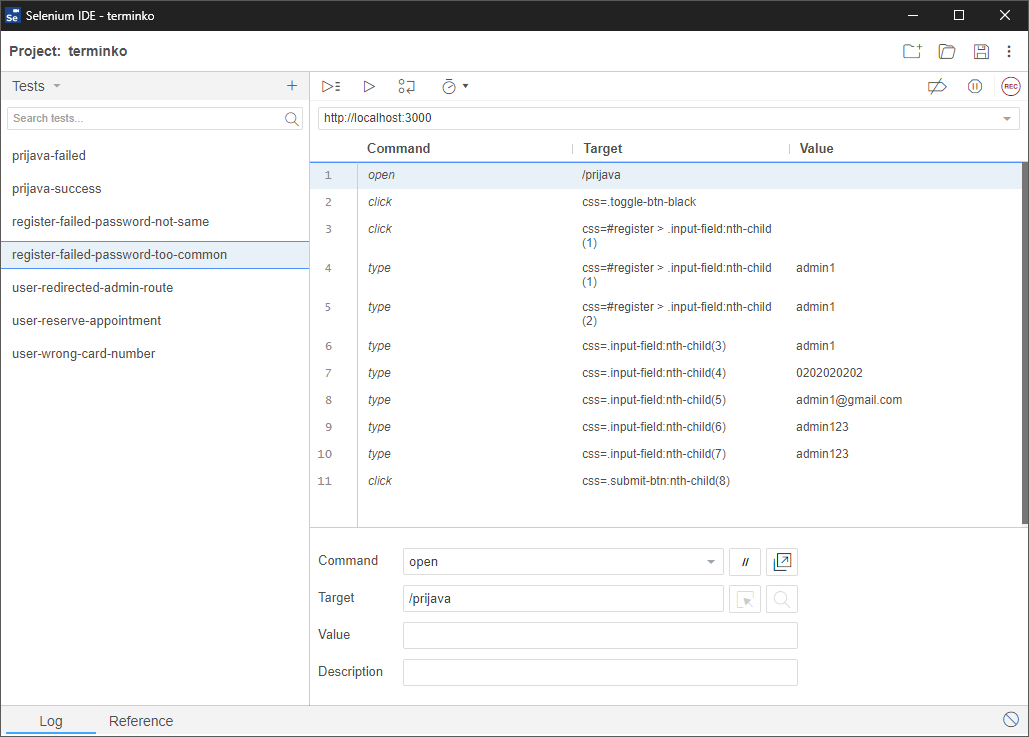 Se Selenium IDE - terminko
Project: terminko
Tests
Search tests...
prijava-failed
prijava-success
register-failed-password-not-same
register-failed-password-too-common
user-redirected-admin-route
user-reserve-appointment
user-wrong-card-number
REC
http://localhost:3000
Command Target Value
1 open /prijava
2 click css=.toggle-btn-black
3 click css=#register > .input-field:nth-child
(1)
4 type css=#register > .input-field:nth-child admin1
(1)
5 type css=#register > .input-field:nth-child admin1
(2)
6 type css=.input-field:nth-child(3) admin1
7 type css=.input-field:nth-child(4) 0202020202
8 type css=.input-field:nth-child(5) admin1@gmail.com
9 type css=.input-field:nth-child(6) admin123
10 type css=.input-field:nth-child(7) admin123
11 click css=.submit-btn:nth-child(8)
Command open //
Target /prijava
Value
Description
Log Reference